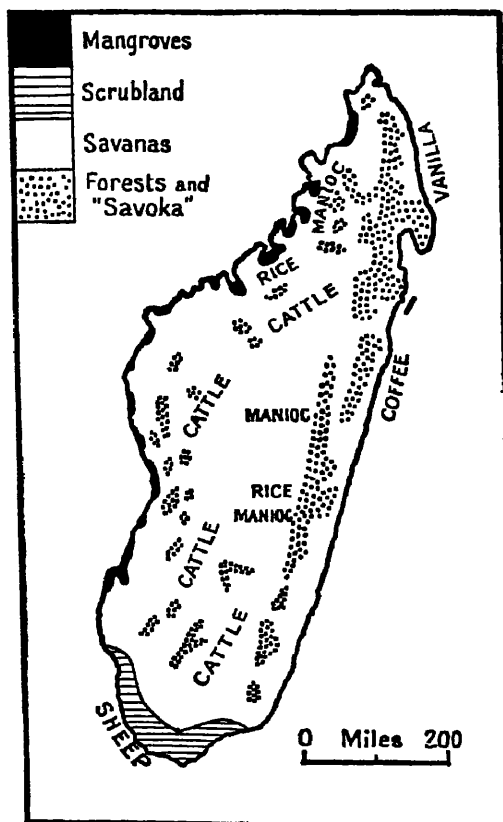 Mangroves
Scrubland
Savanas
Forests and
"Savoka"
VANILLA
MANIOC
RICE
CATTLE
COFFEE
CATTLE
MANIOC
RICE
MANIOC
CATTLE
CATTLE
SHEEP
0 Miles 200